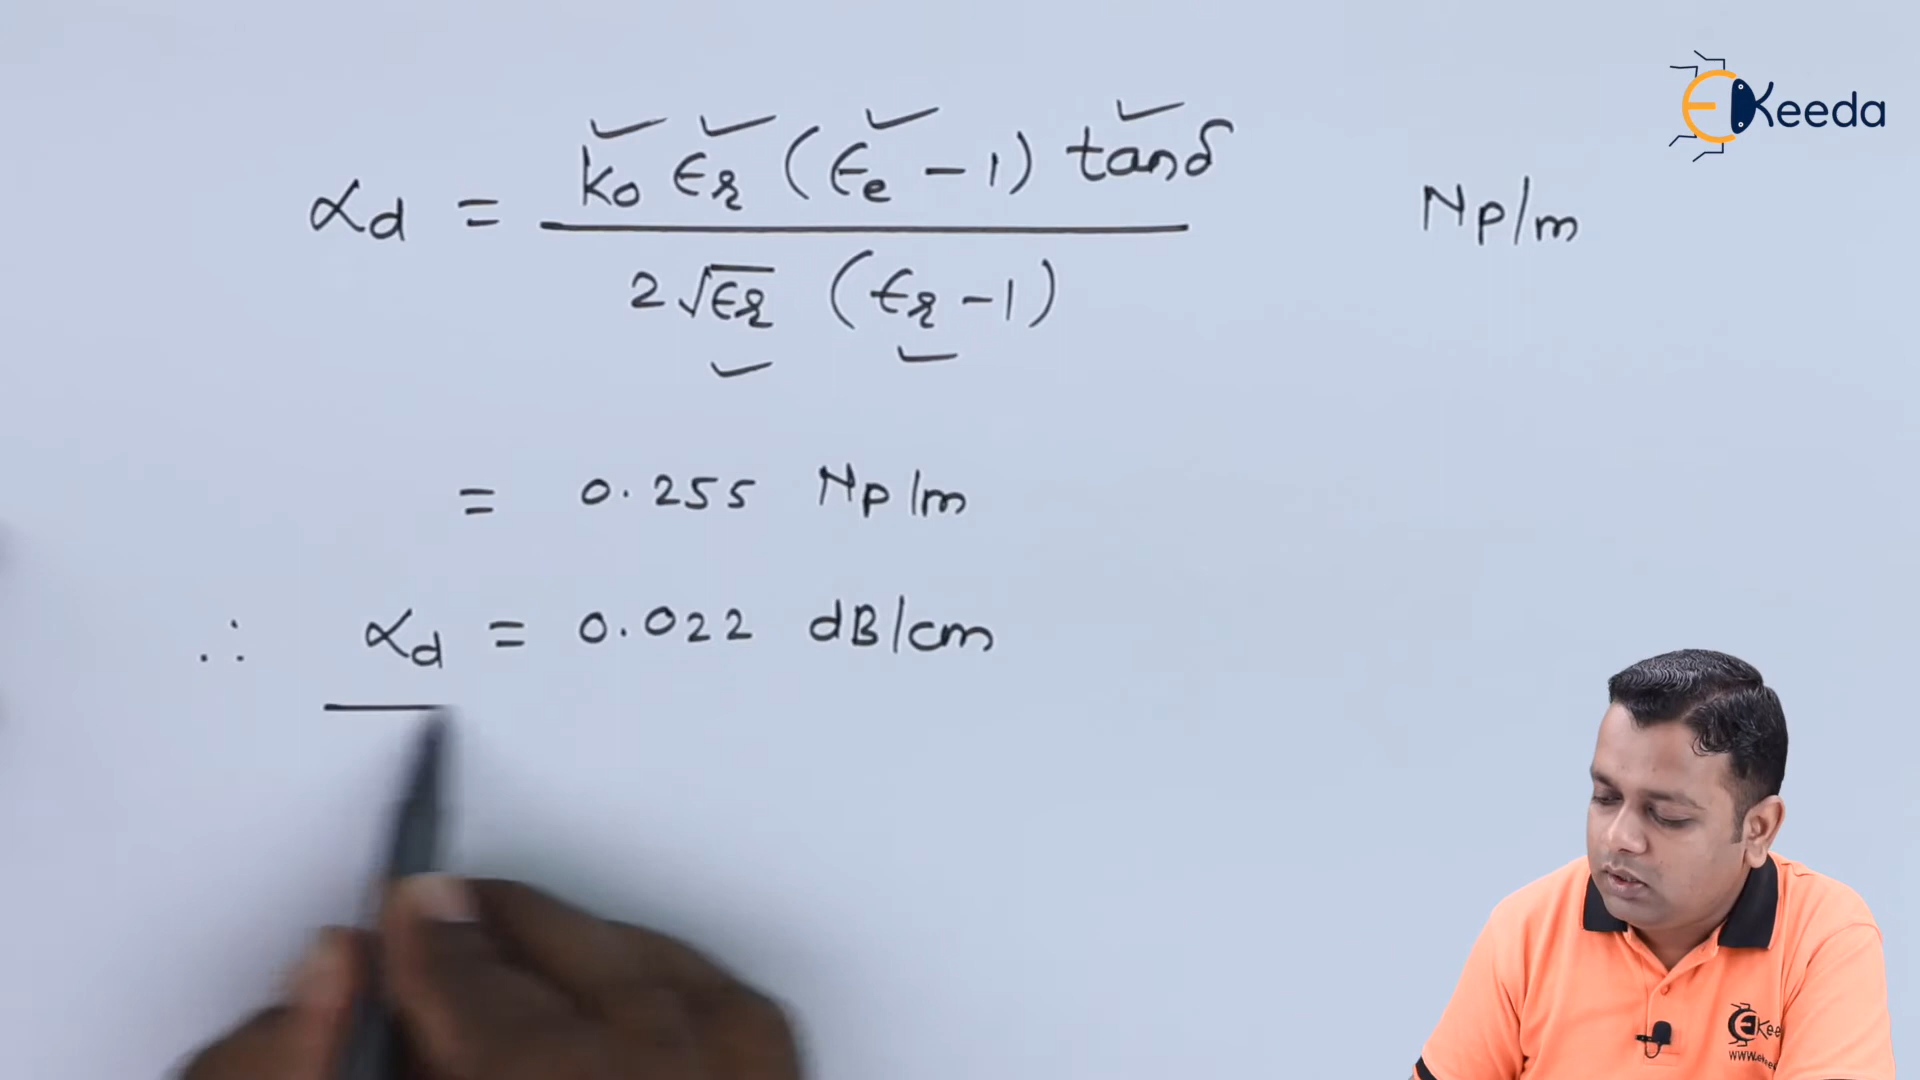 EKeeda
αd = k0 ϵr (ϵe - 1) tanδ / 2√ϵr (ϵr - 1) Np/m
= 0.255 Np/m
∴ αd = 0.022 dB/cm